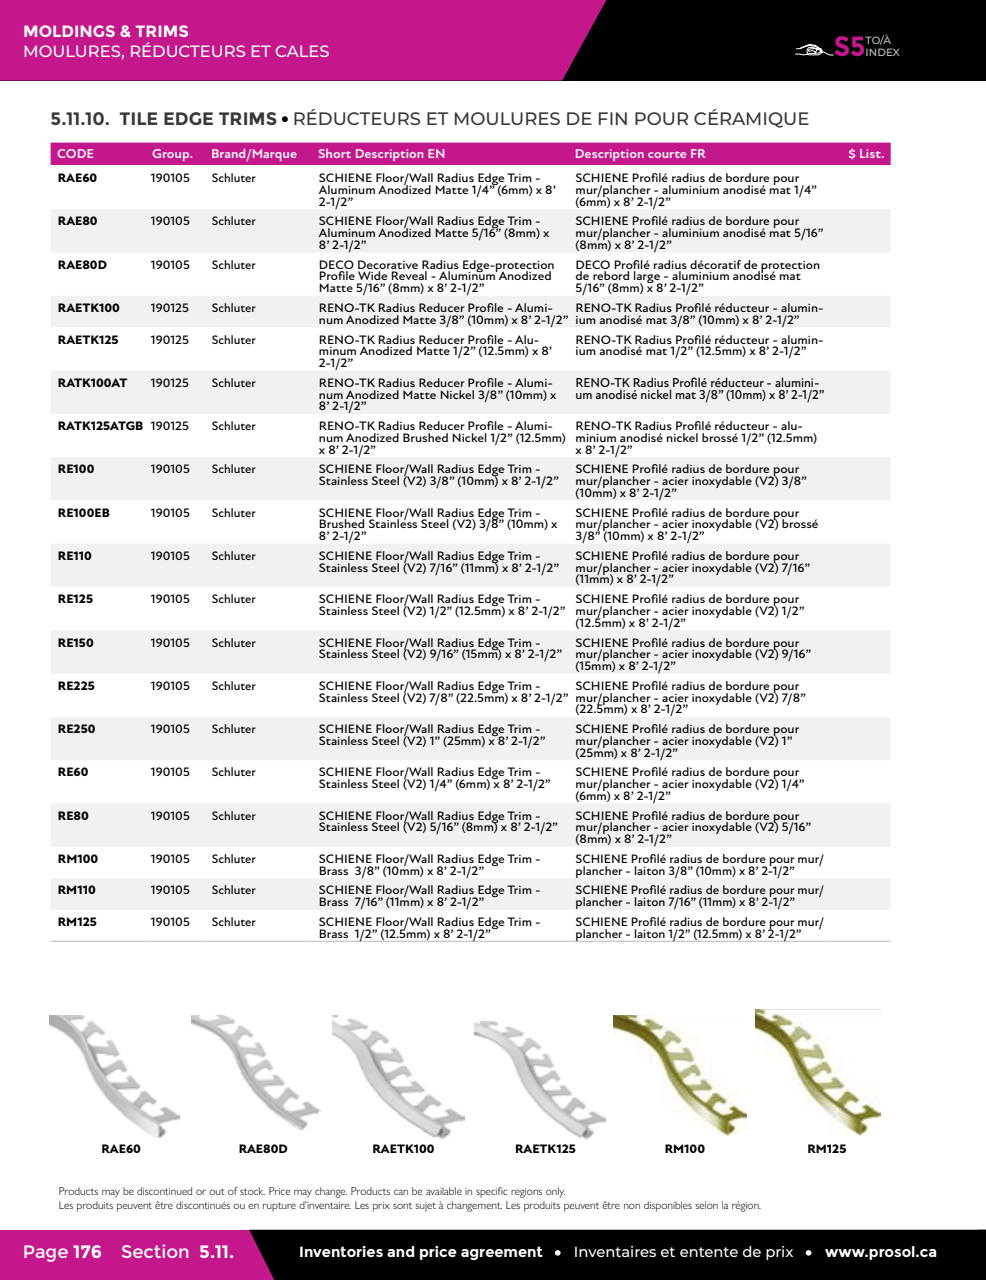 MOLDINGS & TRIMS
MOULURES, RÉDUCTEURS ET CALES
S5 TO/À INDEX
5.11.10. TILE EDGE TRIMS • RÉDUCTEURS ET MOULURES DE FIN POUR CÉRAMIQUE
CODE Group. Brand/Marque Short Description EN Description courte FR $ List.
RAE60 190105 Schluter SCHIENE Floor/Wall Radius Edge Trim - SCHIENE Profilé radius de bordure pour
Aluminum Anodized Matte 1/4” (6mm) x 8’ mur/plancher - aluminium anodisé mat 1/4”
2-1/2” (6mm) x 8’ 2-1/2”
RAE80 190105 Schluter SCHIENE Floor/Wall Radius Edge Trim - SCHIENE Profilé radius de bordure pour
Aluminum Anodized Matte 5/16” (8mm) x mur/plancher - aluminium anodisé mat 5/16”
8’ 2-1/2” (8mm) x 8’ 2-1/2”
RAE80D 190105 Schluter DECO Decorative Radius Edge-protection DECO Profilé radius décoratif de protection
Profile Wide Reveal - Aluminum Anodized de rebord large - aluminium anodisé mat
Matte 5/16” (8mm) x 8’ 2-1/2” 5/16” (8mm) x 8’ 2-1/2”
RAETK100 190125 Schluter RENO-TK Radius Reducer Profile - Alumi- RENO-TK Radius Profilé réducteur - alumin-
num Anodized Matte 3/8” (10mm) x 8’ 2-1/2” ium anodisé mat 3/8” (10mm) x 8’ 2-1/2”
RAETK125 190125 Schluter RENO-TK Radius Reducer Profile - Alu- RENO-TK Radius Profilé réducteur - alumin-
minum Anodized Matte 1/2” (12.5mm) x 8’ ium anodisé mat 1/2” (12.5mm) x 8’ 2-1/2”
2-1/2”
RATK100AT 190125 Schluter RENO-TK Radius Reducer Profile - Alumi- RENO-TK Radius Profilé réducteur - alumini-
num Anodized Matte Nickel 3/8” (10mm) x um anodisé nickel mat 3/8” (10mm) x 8’ 2-1/2”
8’ 2-1/2”
RATK125ATGB 190125 Schluter RENO-TK Radius Reducer Profile - Alumi- RENO-TK Radius Profilé réducteur - alu-
num Anodized Brushed Nickel 1/2” (12.5mm) minium anodisé nickel brossé 1/2” (12.5mm)
x 8’ 2-1/2” x 8’ 2-1/2”
RE100 190105 Schluter SCHIENE Floor/Wall Radius Edge Trim - SCHIENE Profilé radius de bordure pour
Stainless Steel (V2) 3/8” (10mm) x 8’ 2-1/2” mur/plancher - acier inoxydable (V2) 3/8”
(10mm) x 8’ 2-1/2”
RE100EB 190105 Schluter SCHIENE Floor/Wall Radius Edge Trim - SCHIENE Profilé radius de bordure pour
Brushed Stainless Steel (V2) 3/8” (10mm) x mur/plancher - acier inoxydable (V2) brossé
8’ 2-1/2” 3/8” (10mm) x 8’ 2-1/2”
RE110 190105 Schluter SCHIENE Floor/Wall Radius Edge Trim - SCHIENE Profilé radius de bordure pour
Stainless Steel (V2) 7/16” (11mm) x 8’ 2-1/2” mur/plancher - acier inoxydable (V2) 7/16”
(11mm) x 8’ 2-1/2”
RE125 190105 Schluter SCHIENE Floor/Wall Radius Edge Trim - SCHIENE Profilé radius de bordure pour
Stainless Steel (V2) 1/2” (12.5mm) x 8’ 2-1/2” mur/plancher - acier inoxydable (V2) 1/2”
(12.5mm) x 8’ 2-1/2”
RE150 190105 Schluter SCHIENE Floor/Wall Radius Edge Trim - SCHIENE Profilé radius de bordure pour
Stainless Steel (V2) 9/16” (15mm) x 8’ 2-1/2” mur/plancher - acier inoxydable (V2) 9/16”
(15mm) x 8’ 2-1/2”
RE225 190105 Schluter SCHIENE Floor/Wall Radius Edge Trim - SCHIENE Profilé radius de bordure pour
Stainless Steel (V2) 7/8” (22.5mm) x 8’ 2-1/2” mur/plancher - acier inoxydable (V2) 7/8”
(22.5mm) x 8’ 2-1/2”
RE250 190105 Schluter SCHIENE Floor/Wall Radius Edge Trim - SCHIENE Profilé radius de bordure pour
Stainless Steel (V2) 1” (25mm) x 8’ 2-1/2” mur/plancher - acier inoxydable (V2) 1”
(25mm) x 8’ 2-1/2”
RE60 190105 Schluter SCHIENE Floor/Wall Radius Edge Trim - SCHIENE Profilé radius de bordure pour
Stainless Steel (V2) 1/4” (6mm) x 8’ 2-1/2” mur/plancher - acier inoxydable (V2) 1/4”
(6mm) x 8’ 2-1/2”
RE80 190105 Schluter SCHIENE Floor/Wall Radius Edge Trim - SCHIENE Profilé radius de bordure pour
Stainless Steel (V2) 5/16” (8mm) x 8’ 2-1/2” mur/plancher - acier inoxydable (V2) 5/16”
(8mm) x 8’ 2-1/2”
RM100 190105 Schluter SCHIENE Floor/Wall Radius Edge Trim - SCHIENE Profilé radius de bordure pour mur/
Brass 3/8” (10mm) x 8’ 2-1/2” plancher - laiton 3/8” (10mm) x 8’ 2-1/2”
RM110 190105 Schluter SCHIENE Floor/Wall Radius Edge Trim - SCHIENE Profilé radius de bordure pour mur/
Brass 7/16” (11mm) x 8’ 2-1/2” plancher - laiton 7/16” (11mm) x 8’ 2-1/2”
RM125 190105 Schluter SCHIENE Floor/Wall Radius Edge Trim - SCHIENE Profilé radius de bordure pour mur/
Brass 1/2” (12.5mm) x 8’ 2-1/2” plancher - laiton 1/2” (12.5mm) x 8’ 2-1/2”
RAE60 RAE80D RAETK100 RAETK125 RM100 RM125
Products may be discontinued or out of stock. Price may change. Products can be available in specific regions only.
Les produits peuvent être discontinués ou en rupture d’inventaire. Les prix sont sujet à changement. Les produits peuvent être non disponibles selon la région.
Page 176 Section 5.11. Inventories and price agreement • Inventaires et entente de prix • www.prosol.ca